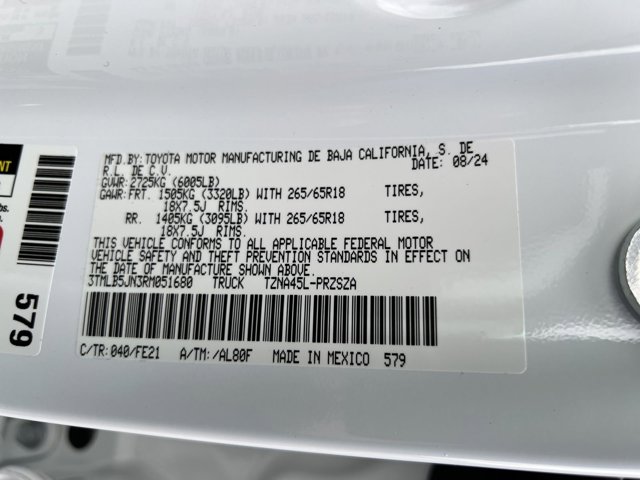 MFD. BY: TOYOTA MOTOR MANUFACTURING DE BAJA CALIFORNIA, S. DE
R.L. DE C.V. DATE: 08/24
GVWR: 2725KG (6005LB)
GAWR: FRT. 1505KG (3320LB) WITH 265/65R18 TIRES,
18X7.5J RIMS.
RR. 1405KG (3095LB) WITH 265/65R18 TIRES,
18X7.5J RIMS.
THIS VEHICLE CONFORMS TO ALL APPLICABLE FEDERAL MOTOR
VEHICLE SAFETY AND THEFT PREVENTION STANDARDS IN EFFECT ON
THE DATE OF MANUFACTURE SHOWN ABOVE.
3TMLB5JN3RM051680 TRUCK TZNA45L-PRZSZA
C/TR: 040/FE21 A/TM: /AL80F MADE IN MEXICO 579
579